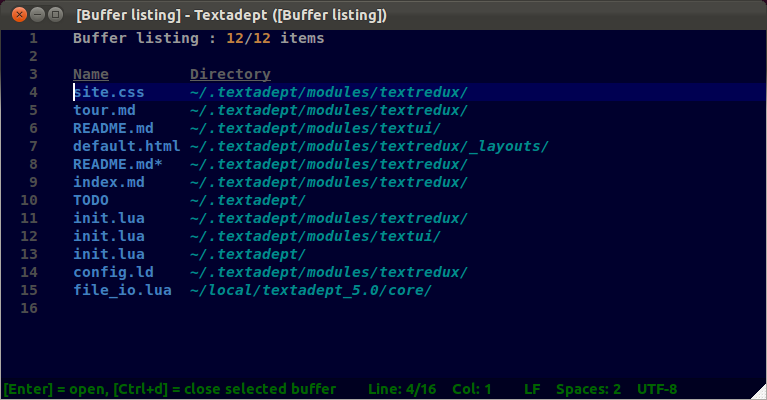 [Buffer listing] - Textadept ([Buffer listing])
1 Buffer listing : 12/12 items
2
3 Name Directory
4 site.css ~/.textadept/modules/textredux/
5 tour.md ~/.textadept/modules/textredux/
6 README.md ~/.textadept/modules/textui/
7 default.html ~/.textadept/modules/textredux/_layouts/
8 README.md* ~/.textadept/modules/textredux/
9 index.md ~/.textadept/modules/textredux/
10 TODO ~/.textadept/
11 init.lua ~/.textadept/modules/textredux/
12 init.lua ~/.textadept/modules/textui/
13 init.lua ~/.textadept/
14 config.ld ~/.textadept/modules/textredux/
15 file_io.lua ~/local/textadept_5.0/core/
16
[Enter] = open, [Ctrl+d] = close selected buffer Line: 4/16 Col: 1 LF Spaces: 2 UTF-8